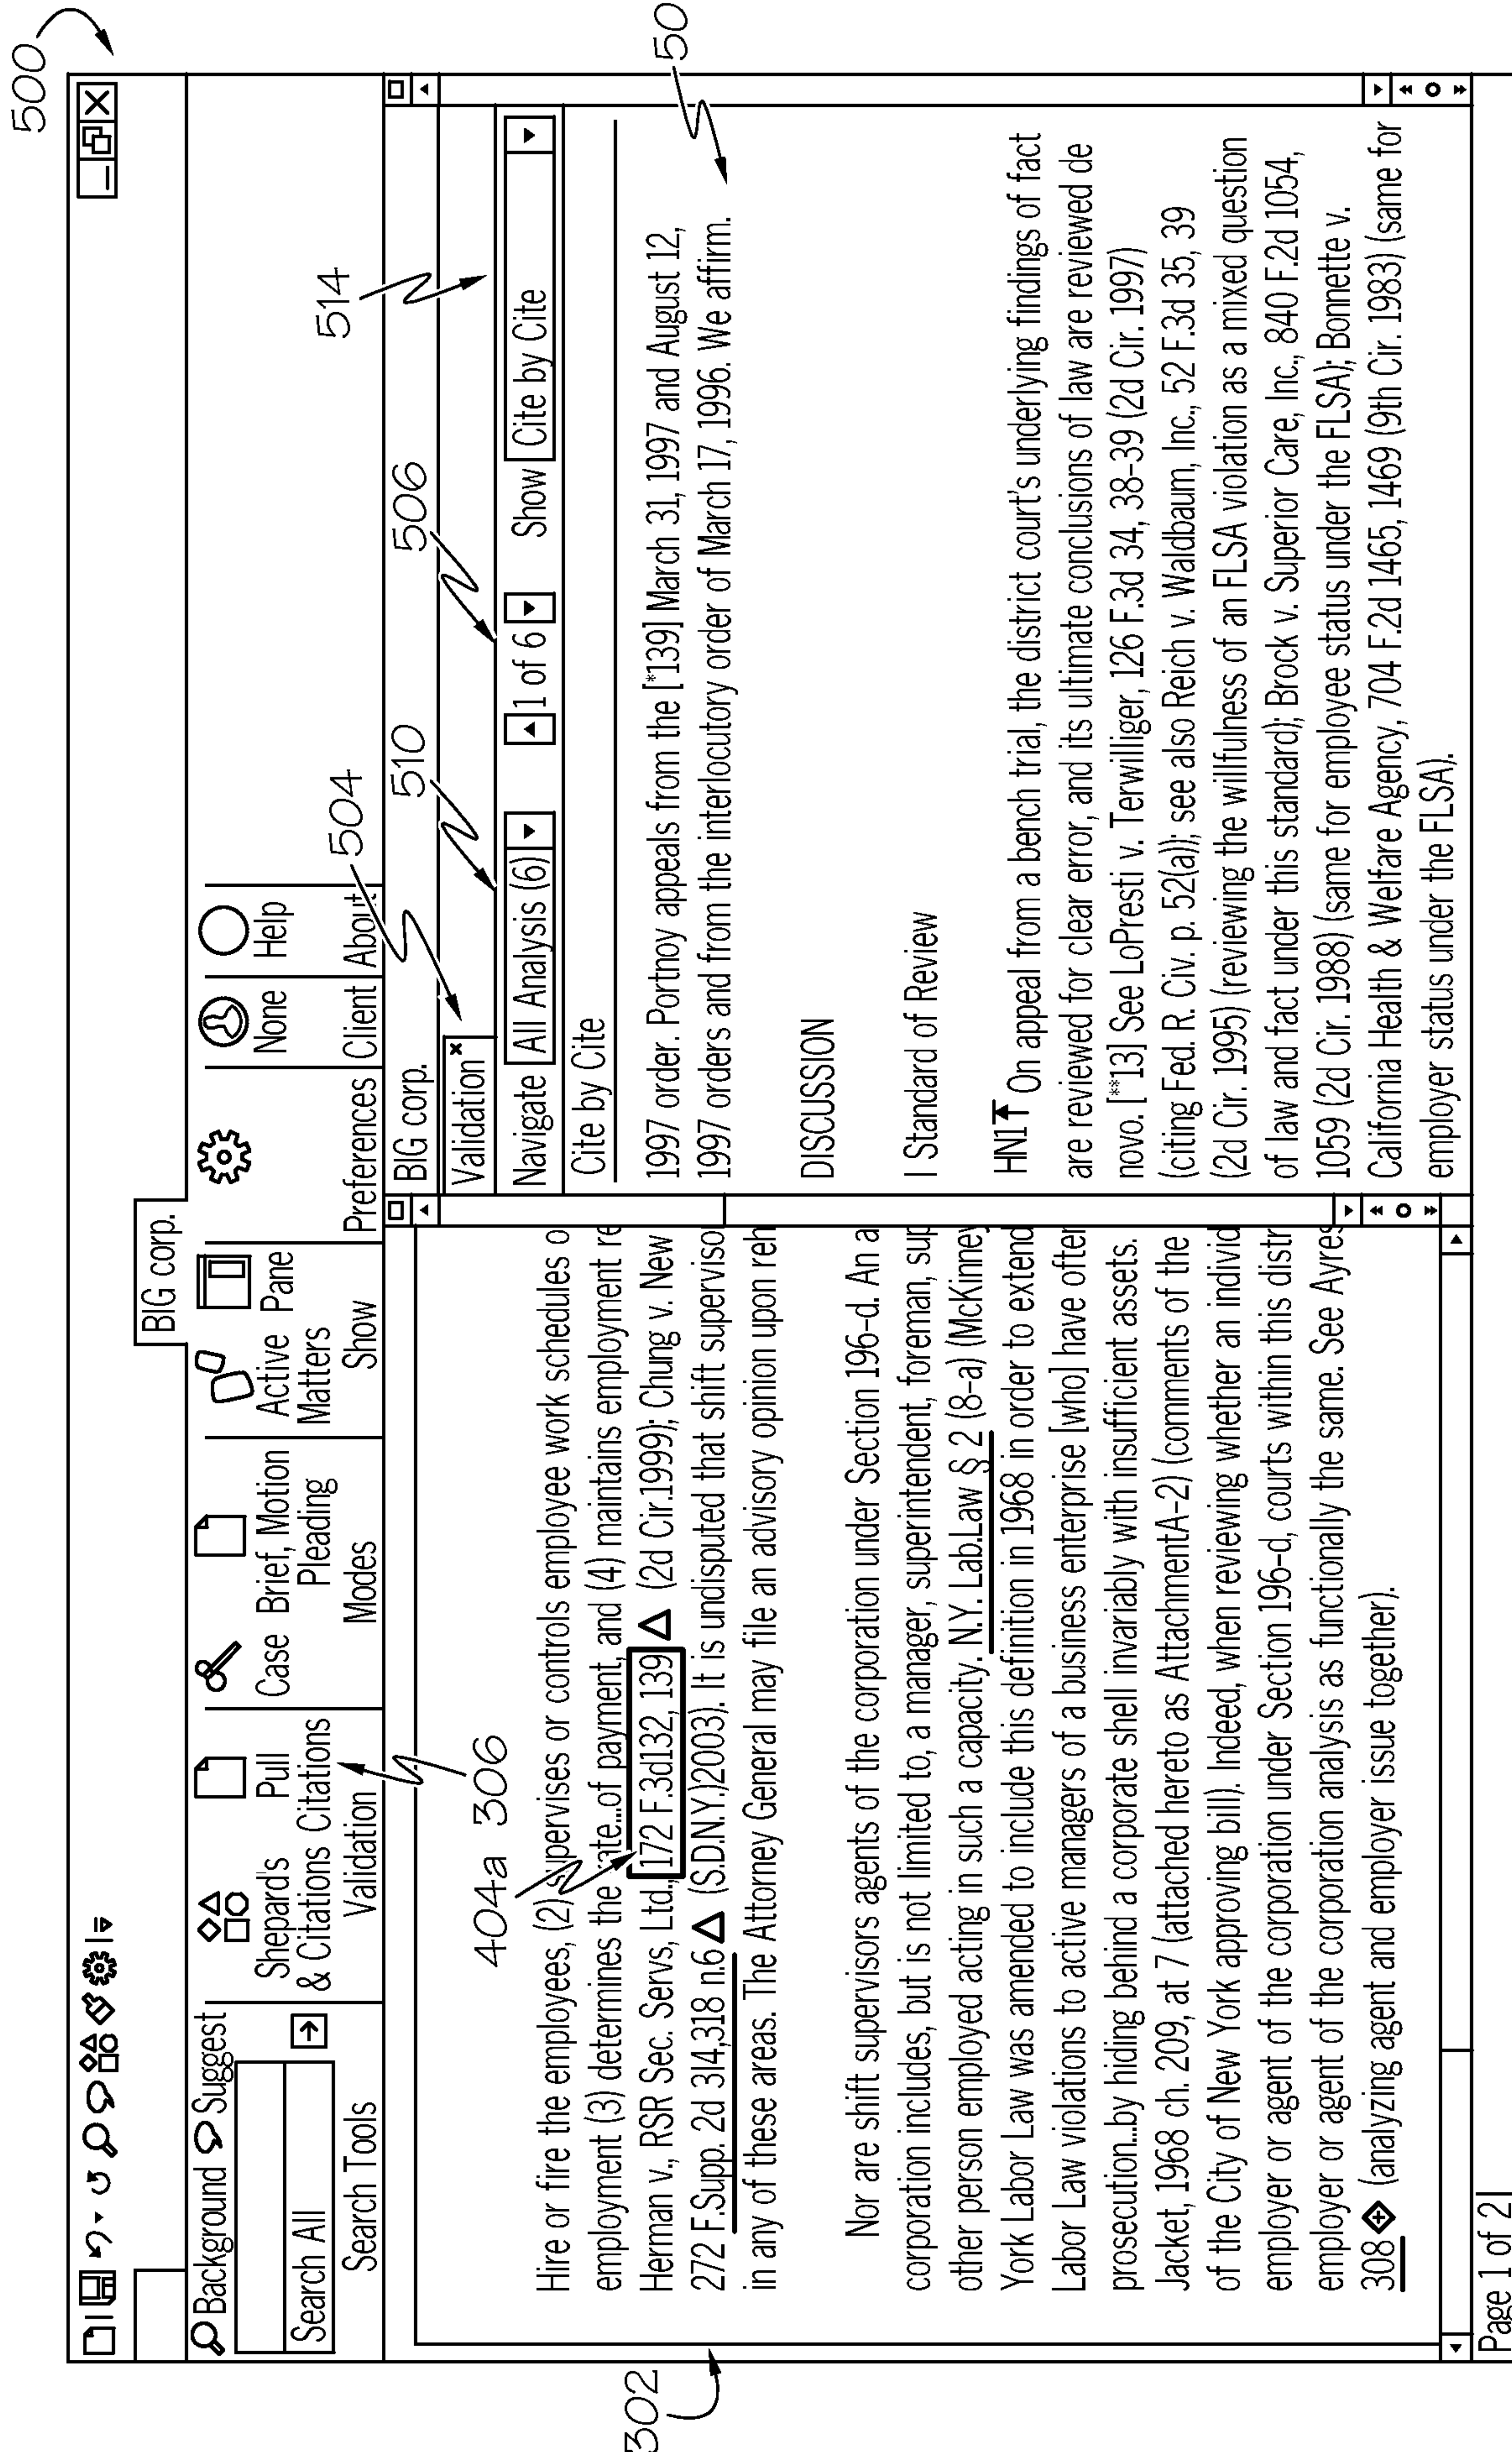 500
BIG corp.
Background Suggest
Search All
Search Tools
Shepard's
& Citations
Pull
Citations
Validation
Case
Brief, Motion
Pleading
Modes
Active
Matters
Pane
Show
Preferences
None
Client
Help
About
404a 306
302
Hire or fire the employees, (2) supervises or controls employee work schedules o
employment (3) determines the rate...of payment, and (4) maintains employment re
Herman v., RSR Sec. Servs, Ltd., 172 F.3d132, 139 (2d Cir.1999); Chung v. New
272 F.Supp. 2d 314,318 n.6 (S.D.N.Y.)2003). It is undisputed that shift superviso
in any of these areas. The Attorney General may file an advisory opinion upon reh
Nor are shift supervisors agents of the corporation under Section 196-d. An a
corporation includes, but is not limited to, a manager, superintendent, foreman, sup
other person employed acting in such a capacity. N.Y. Lab.Law § 2 (8-a) (McKinney
York Labor Law was amended to include this definition in 1968 in order to extend
Labor Law violations to active managers of a business enterprise [who] have often
prosecution...by hiding behind a corporate shell invariably with insufficient assets.
Jacket, 1968 ch. 209, at 7 (attached hereto as AttachmentA-2) (comments of the
of the City of New York approving bill). Indeed, when reviewing whether an individ
employer or agent of the corporation under Section 196-d, courts within this distr
employer or agent of the corporation analysis as functionally the same. See Ayres
308 (analyzing agent and employer issue together).
Page 1 of 2
504
510
506
514
50
BIG corp.
Validation x
Navigate All Analysis (6) 1 of 6 Show Cite by Cite
Cite by Cite
1997 order. Portnoy appeals from the [*139] March 31, 1997 and August 12,
1997 orders and from the interlocutory order of March 17, 1996. We affirm.
DISCUSSION
I Standard of Review
HN1 On appeal from a bench trial, the district court's underlying findings of fact
are reviewed for clear error, and its ultimate conclusions of law are reviewed de
novo. [**13] See LoPresti v. Terwilliger, 126 F.3d 34, 38-39 (2d Cir. 1997)
(citing Fed. R. Civ. p. 52(a)); see also Reich v. Waldbaum, Inc., 52 F.3d 35, 39
(2d Cir. 1995) (reviewing the willfulness of an FLSA violation as a mixed question
of law and fact under this standard); Brock v. Superior Care, Inc., 840 F.2d 1054,
1059 (2d Cir. 1988) (same for employee status under the FLSA); Bonnette v.
California Health & Welfare Agency, 704 F.2d 1465, 1469 (9th Cir. 1983) (same for
employer status under the FLSA).